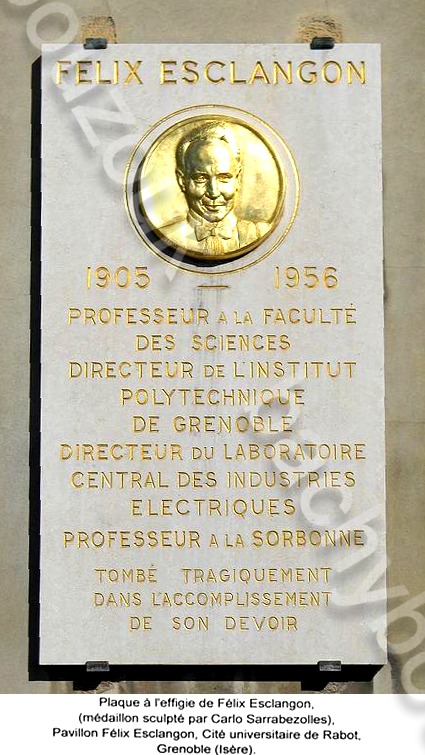 FELIX ESCLANGON
1905 — 1956
PROFESSEUR A LA FACULTÉ
DES SCIENCES
DIRECTEUR DE L'INSTITUT
POLYTECHNIQUE
DE GRENOBLE
DIRECTEUR DU LABORATOIRE
CENTRAL DES INDUSTRIES
ELECTRIQUES
PROFESSEUR A LA SORBONNE
TOMBÉ TRAGIQUEMENT
DANS L'ACCOMPLISSEMENT
DE SON DEVOIR
Plaque à l'effigie de Félix Esclangon,
(médaillon sculpté par Carlo Sarrabezolles),
Pavillon Félix Esclangon, Cité universitaire de Rabot,
Grenoble (Isère).